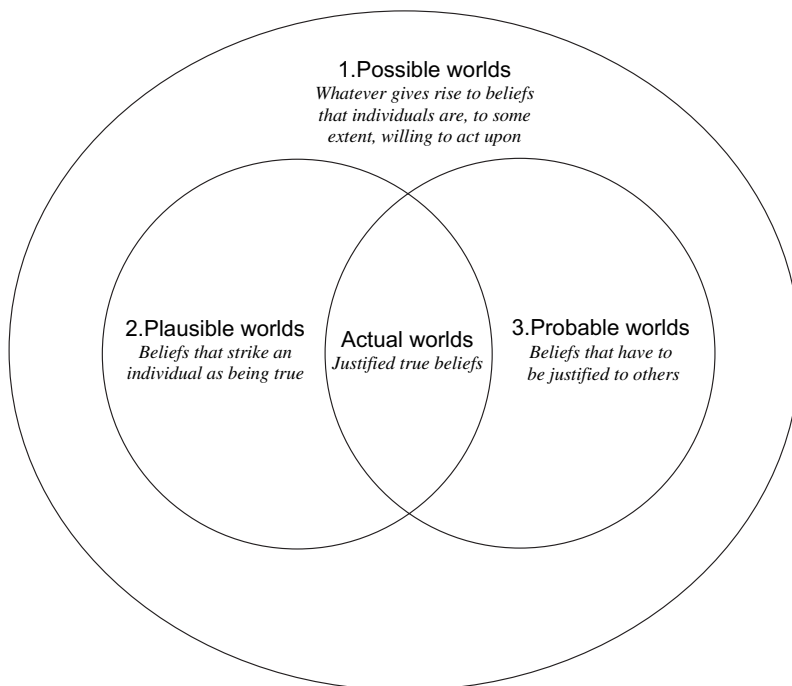 1.Possible worlds
Whatever gives rise to beliefs
that individuals are, to some
extent, willing to act upon
2.Plausible worlds
Beliefs that strike an
individual as being true
Actual worlds
Justified true beliefs
3.Probable worlds
Beliefs that have to
be justified to others